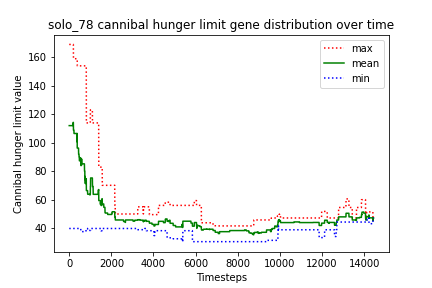 solo_78 cannibal hunger limit gene distribution over time
max
mean
min
Cannibal hunger limit value
160
140
120
100
80
60
40
0
2000
4000
6000
8000
10000
12000
14000
Timesteps